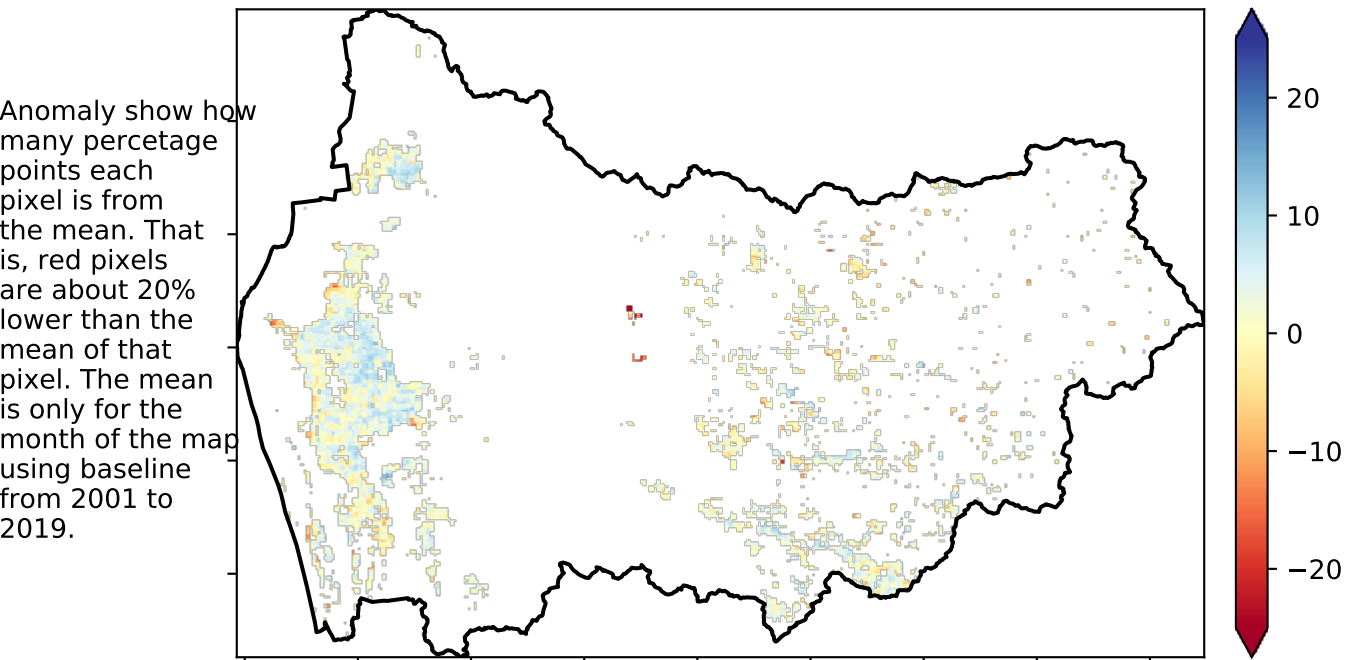 Anomaly show how
many percetage
points each
pixel is from
the mean. That
is, red pixels
are about 20%
lower than the
mean of that
pixel. The mean
is only for the
month of the map
using baseline
from 2001 to
2019.
20
10
0
−10
−20